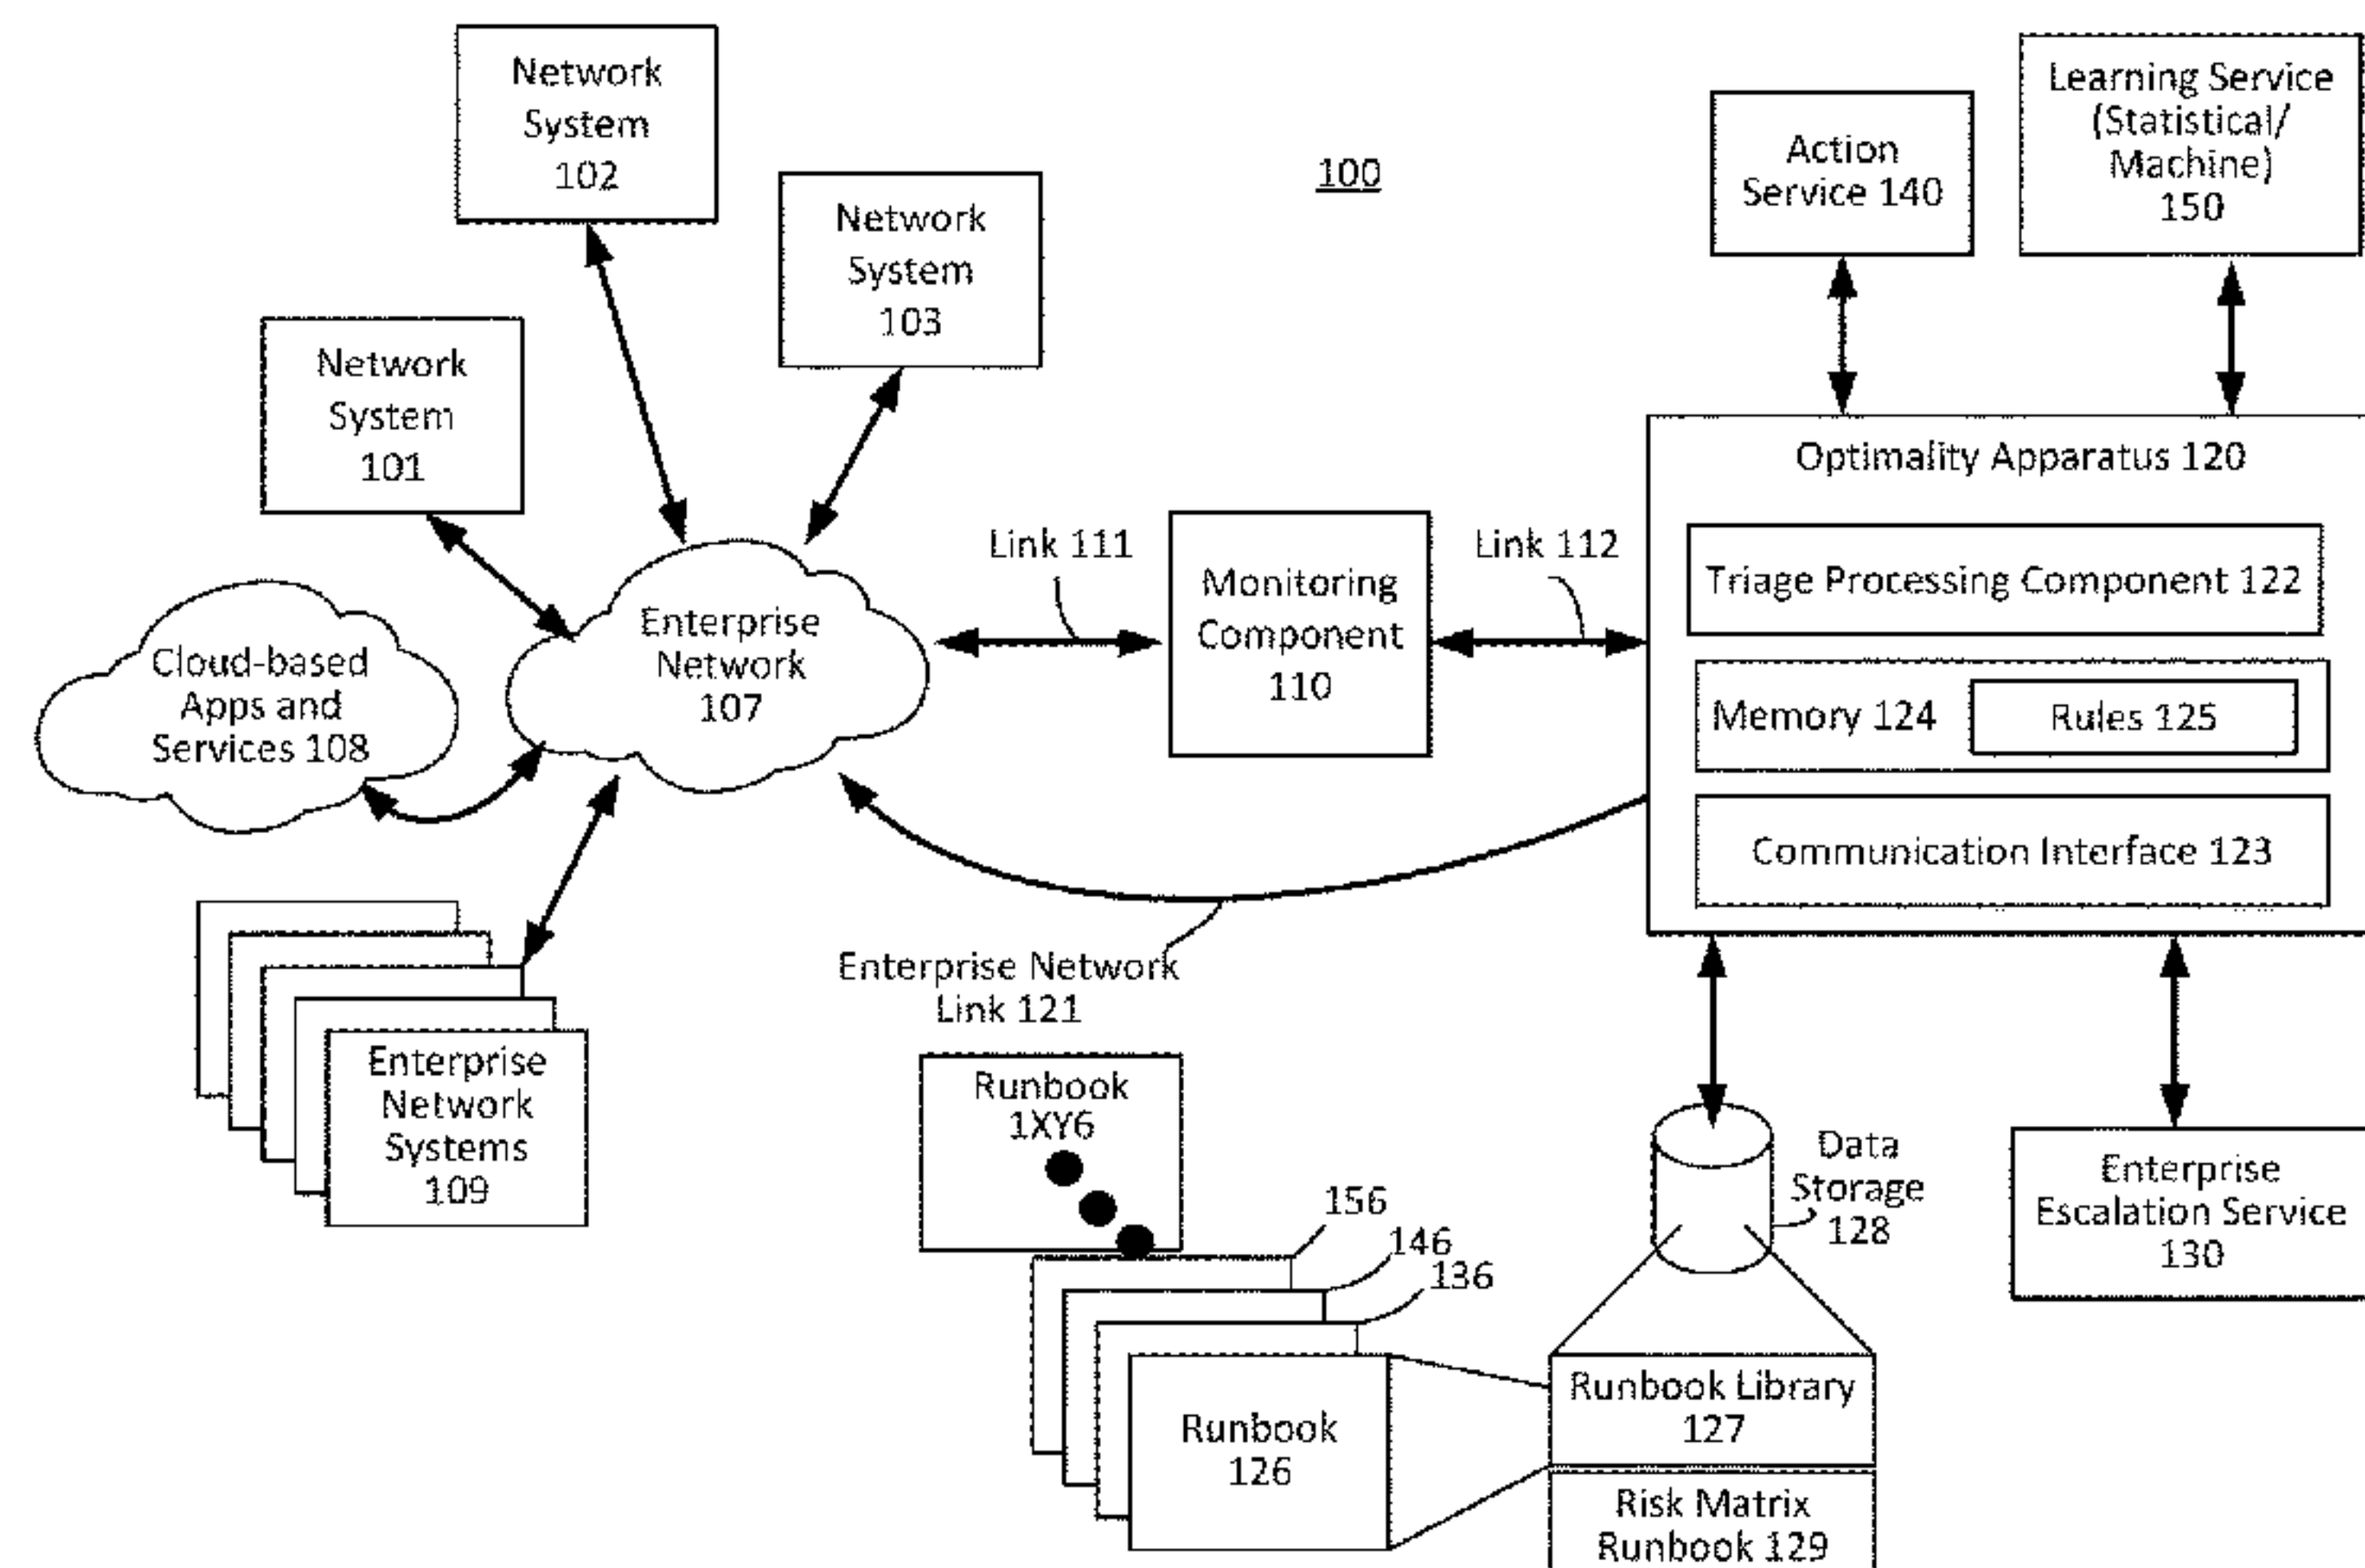 Network
System
102
Network
System
103
Network
System
101
100
Action
Service 140
Learning Service
(Statistical/
Machine)
150
Optimality Apparatus 120
Triage Processing Component 122
Memory 124
Rules 125
Communication Interface 123
Link 111
Monitoring
Component
110
Link 112
Enterprise
Network
107
Cloud-based
Apps and
Services 108
Enterprise Network
Link 121
Enterprise
Network
Systems
109
Runbook
1XY6
156
146
136
Runbook
126
Data
Storage
128
Enterprise
Escalation Service
130
Runbook Library
127
Risk Matrix
Runbook 129